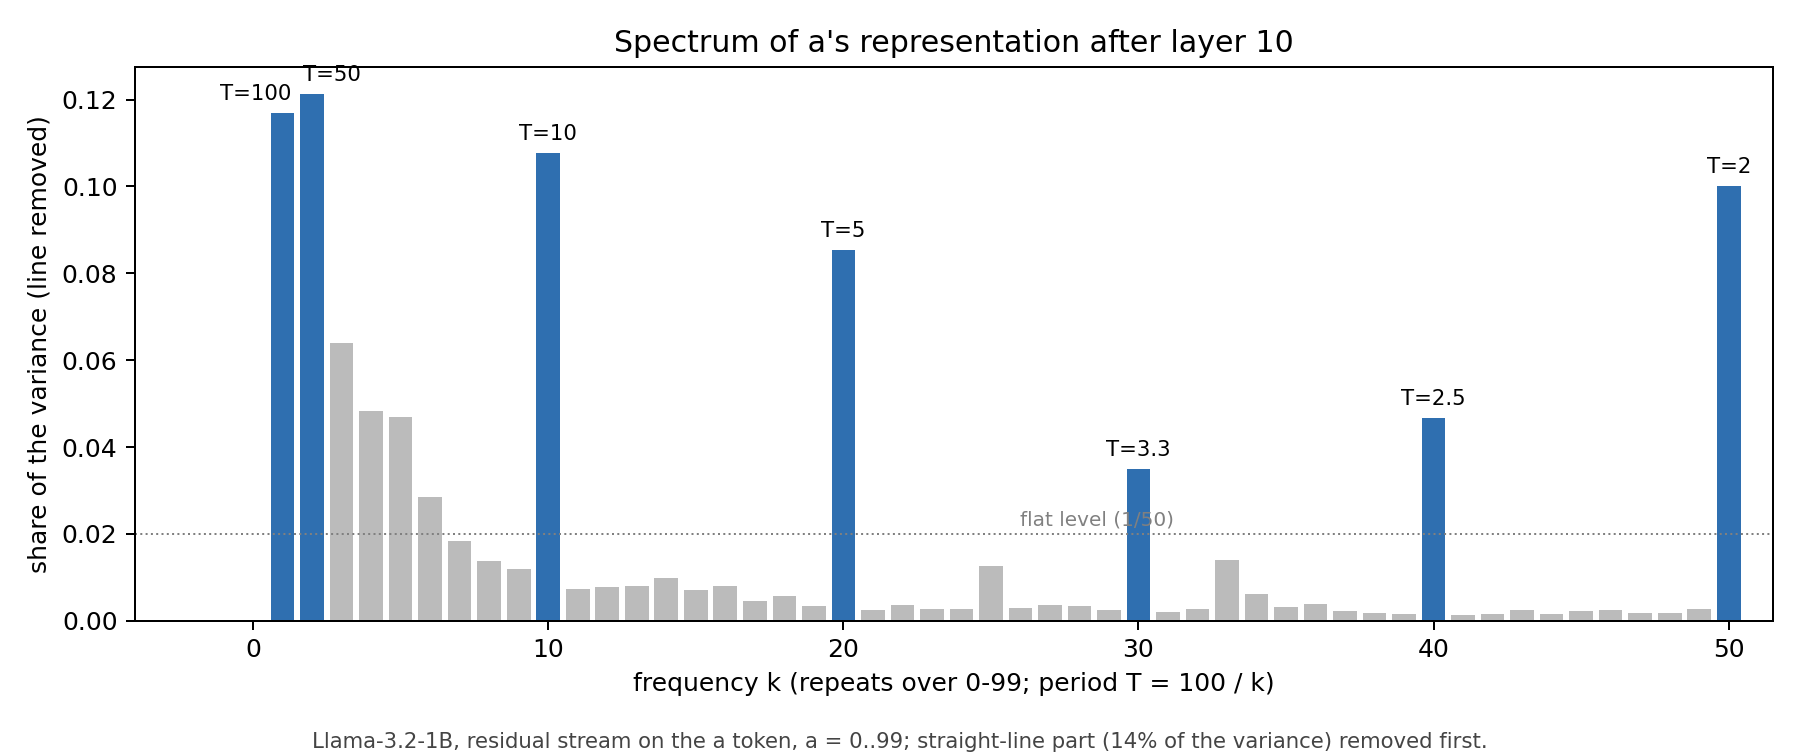 Spectrum of a's representation after layer 10
share of the variance (line removed)
0.12
0.10
0.08
0.06
0.04
0.02
0.00
T=100
T=50
T=10
T=5
T=3.3
T=2.5
T=2
flat level (1/50)
0 10 20 30 40 50
frequency k (repeats over 0-99; period T = 100 / k)
Llama-3.2-1B, residual stream on the a token, a = 0..99; straight-line part (14% of the variance) removed first.